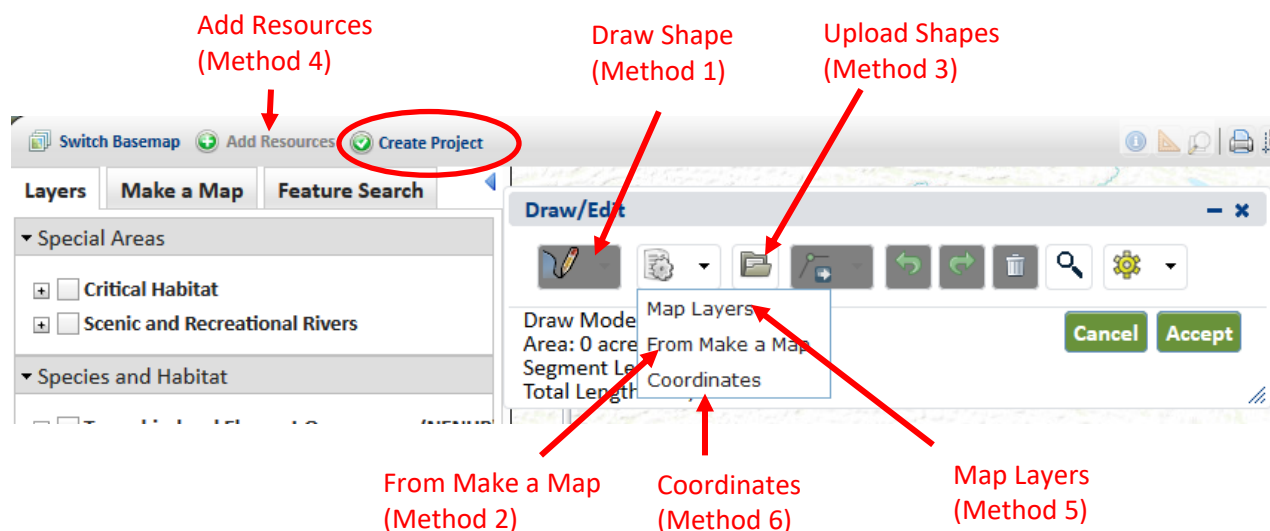 Add Resources
(Method 4)
Draw Shape
(Method 1)
Upload Shapes
(Method 3)
Switch Basemap Add Resources Create Project
Layers Make a Map Feature Search
Draw/Edit
Special Areas
Critical Habitat
Scenic and Recreational Rivers
Species and Habitat
Map Layers
From Make a Map
Coordinates
Draw Mode
Area: 0 acre
Segment Le
Total Length
Cancel Accept
From Make a Map
(Method 2)
Coordinates
(Method 6)
Map Layers
(Method 5)